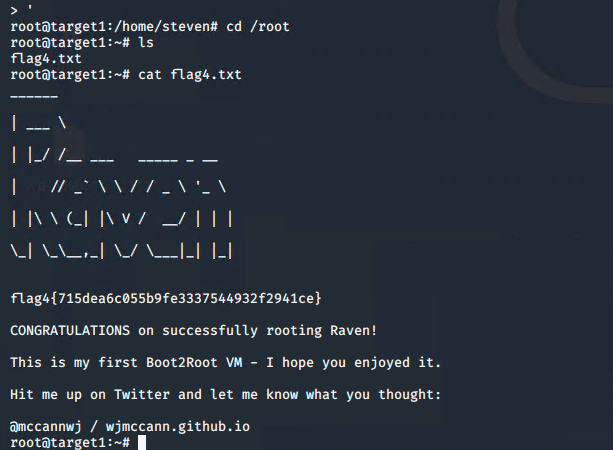 > '
root@target1:/home/steven# cd /root
root@target1:~# ls
flag4.txt
root@target1:~# cat flag4.txt
______
| ___ \
| |_/ /__ ___   _____ _ __
|    // _` \ \ / / _ \ '_ \
| |\ \ (_| |\ V /  __/ | | |
\_| \_\__,_| \_/ \___|_| |_|
flag4{715dea6c055b9fe3337544932f2941ce}
CONGRATULATIONS on successfully rooting Raven!
This is my first Boot2Root VM - I hope you enjoyed it.
Hit me up on Twitter and let me know what you thought:
@mccannwj / wjmccann.github.io
root@target1:~#